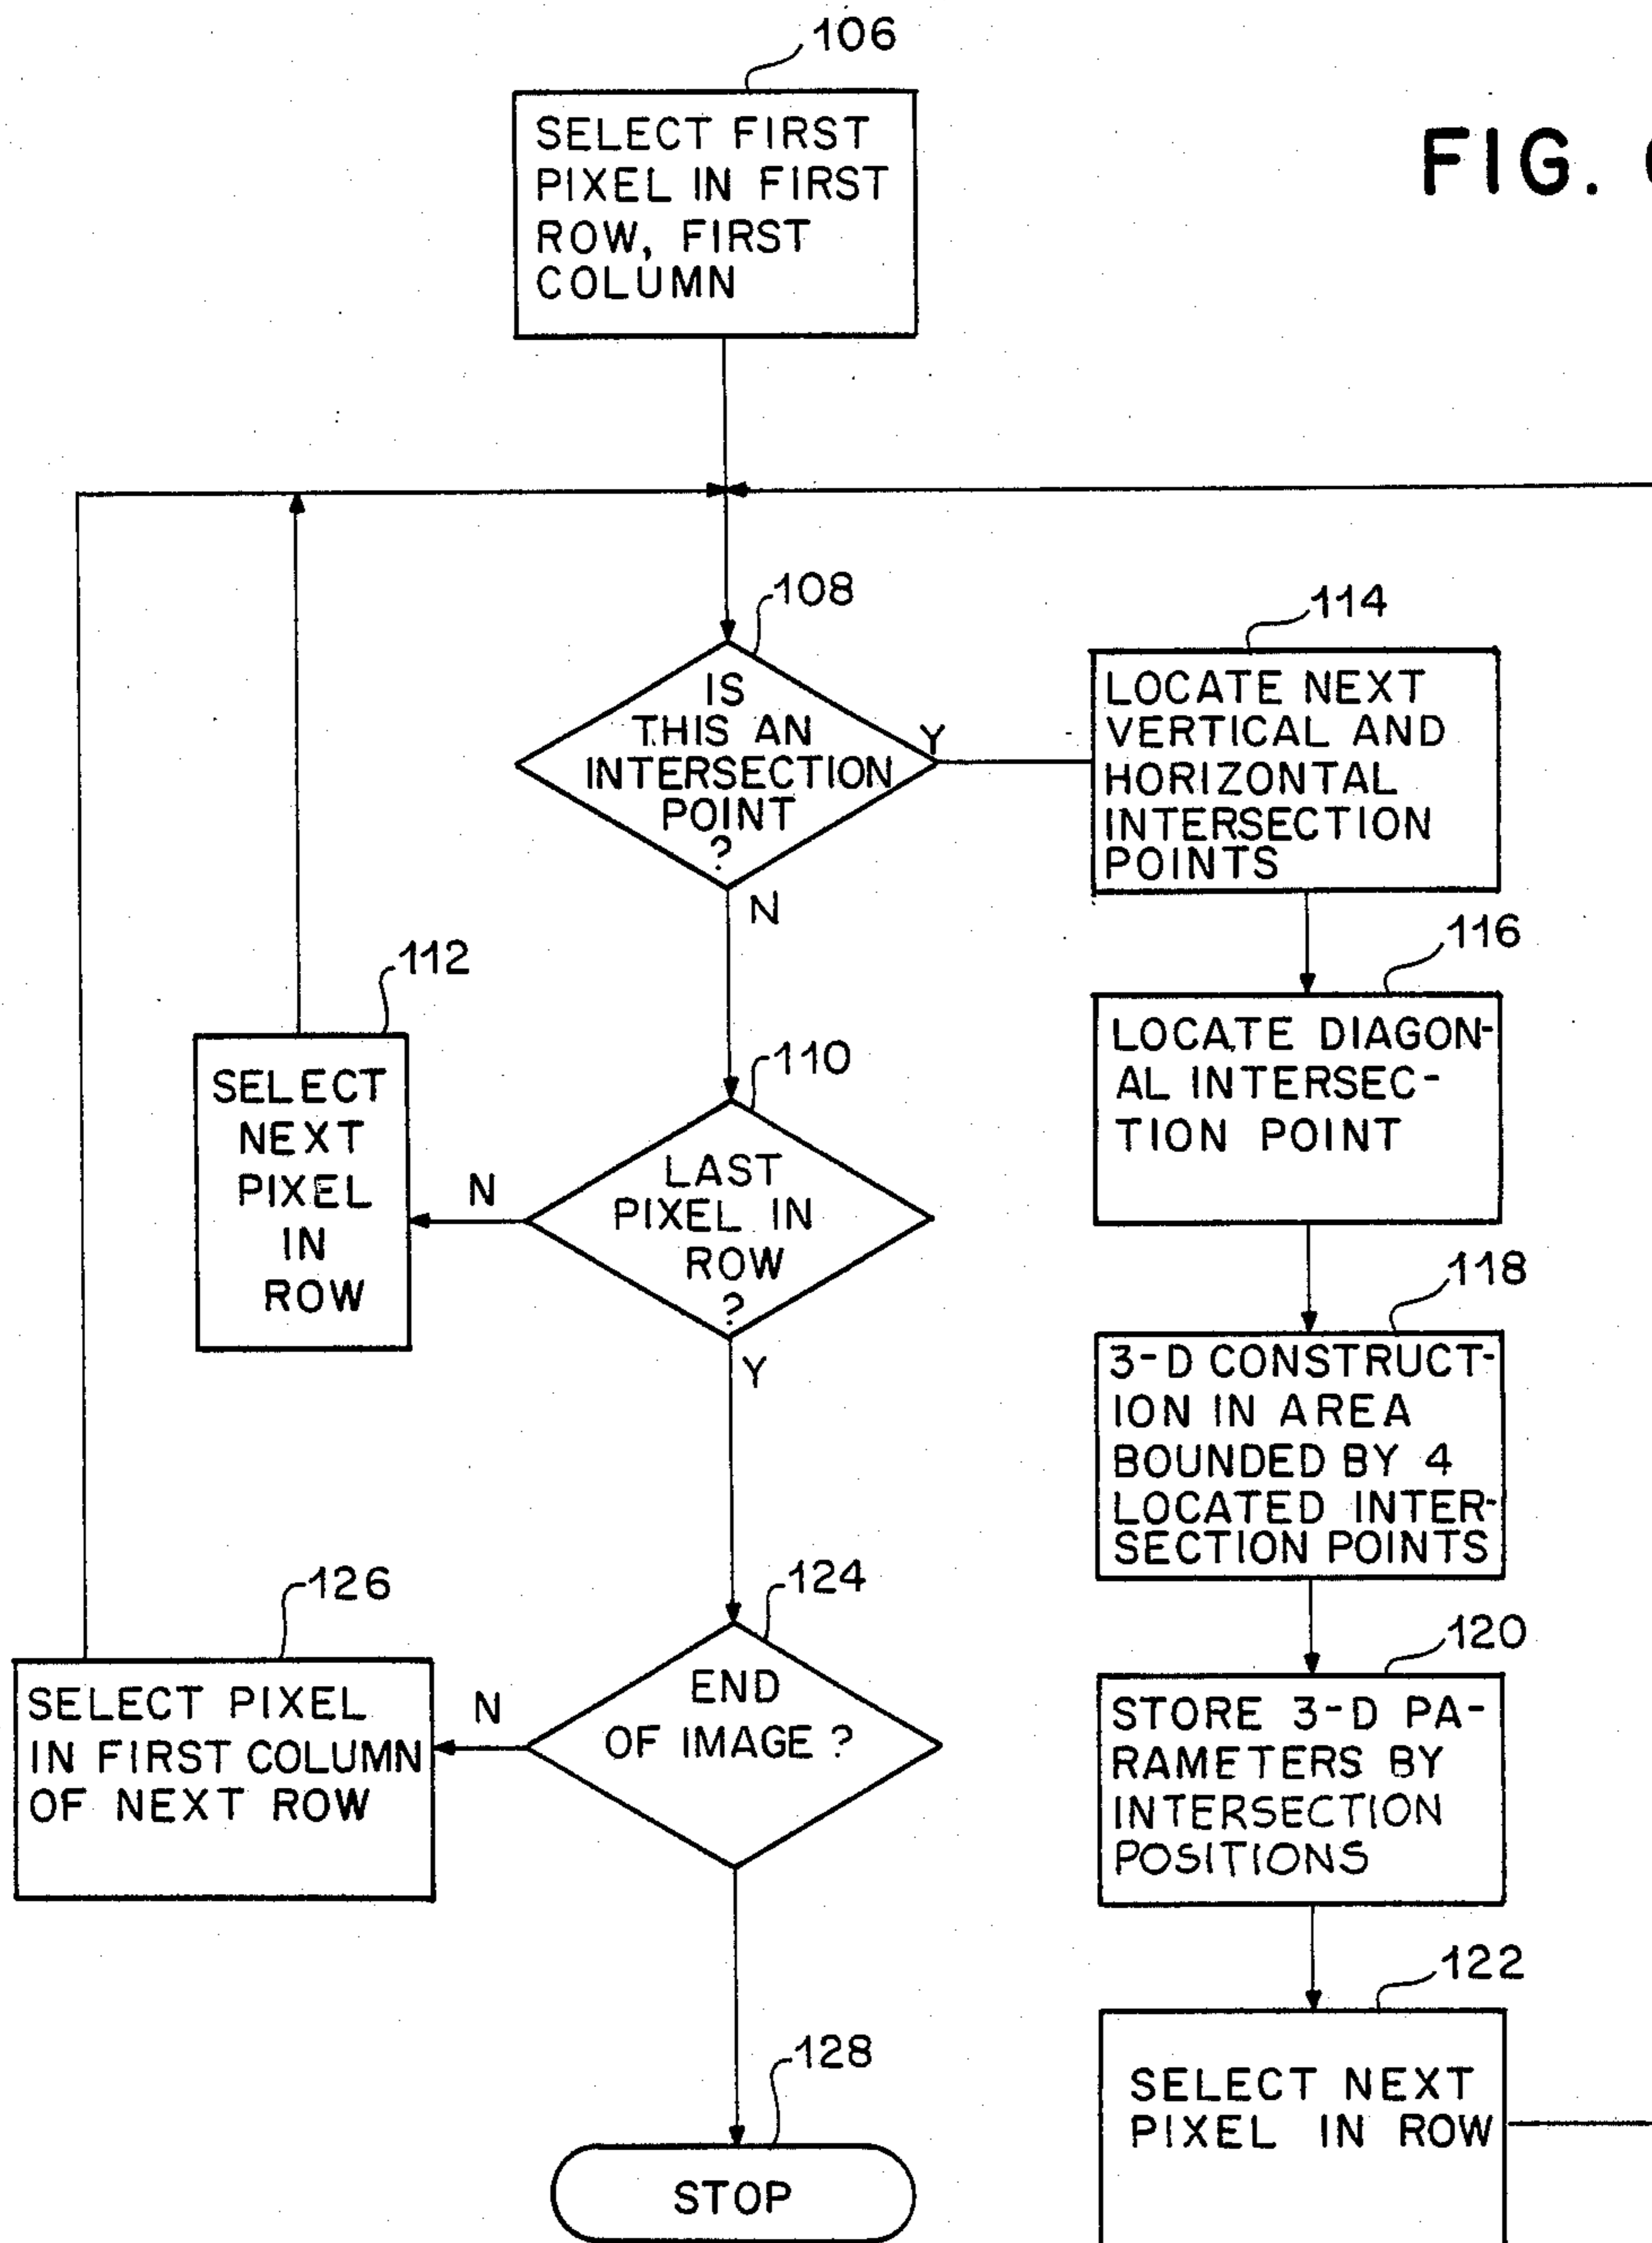 106
SELECT FIRST
PIXEL IN FIRST
ROW, FIRST
COLUMN
FIG.
108
IS
THIS AN
INTERSECTION
POINT
?
Y
N
114
LOCATE NEXT
VERTICAL AND
HORIZONTAL
INTERSECTION
POINTS
112
SELECT
NEXT
PIXEL
IN
ROW
110
LAST
PIXEL IN
ROW
?
N
Y
116
LOCATE DIAGON-
AL INTERSEC-
TION POINT
118
3-D CONSTRUCT-
ION IN AREA
BOUNDED BY 4
LOCATED INTER-
SECTION POINTS
126
SELECT PIXEL
IN FIRST COLUMN
OF NEXT ROW
124
END
OF IMAGE ?
N
120
STORE 3-D PA-
RAMETERS BY
INTERSECTION
POSITIONS
122
SELECT NEXT
PIXEL IN ROW
128
STOP